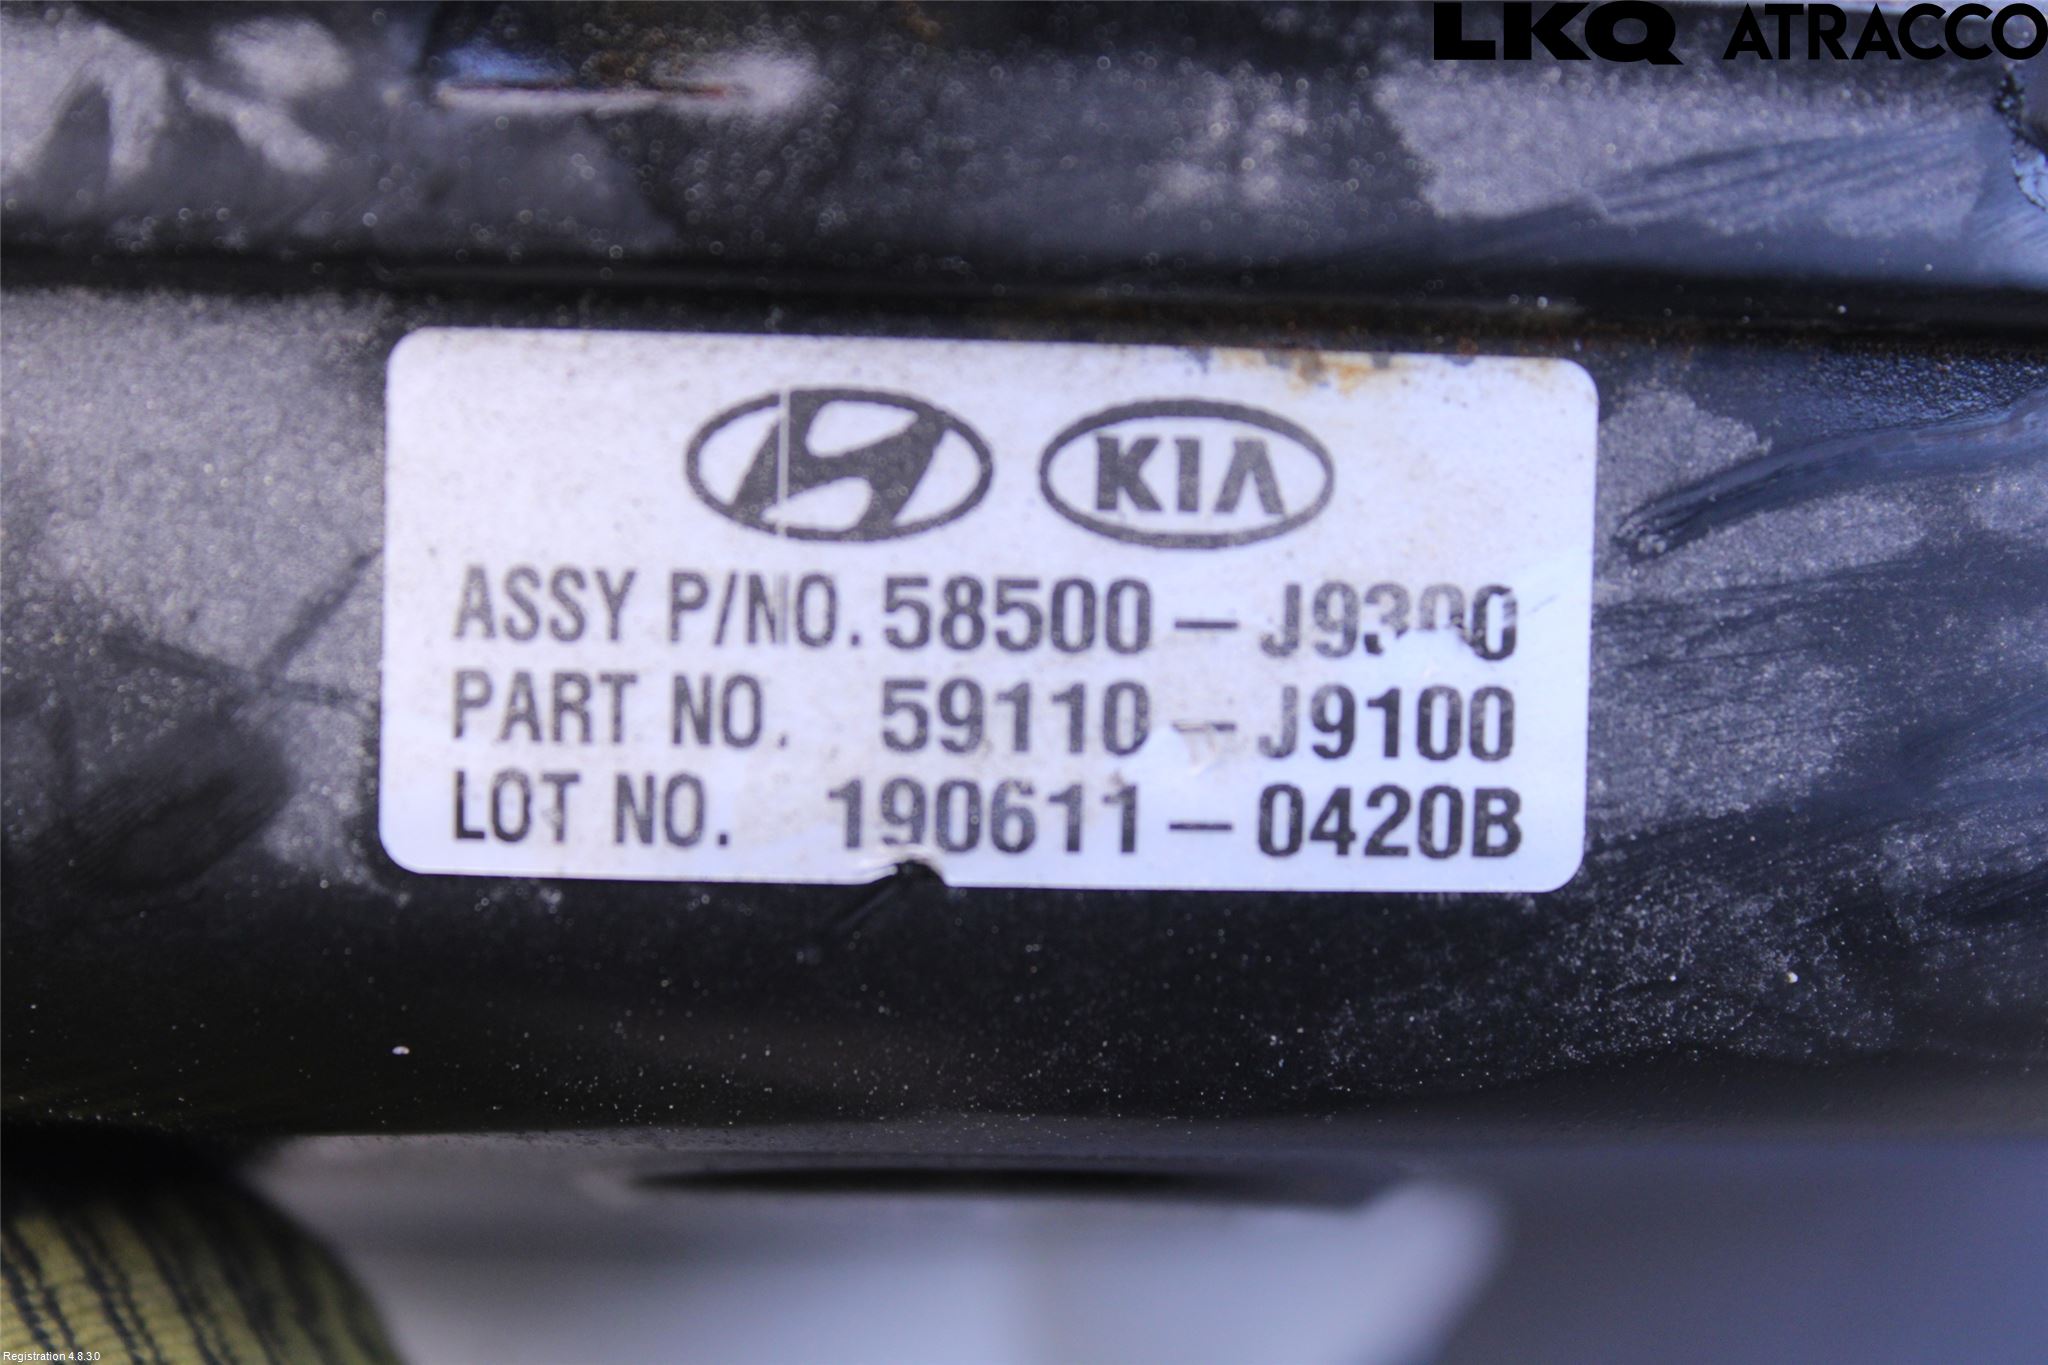 LKQ ATRACCO
KIA
ASSY P/NO. 58500-J9300
PART NO. 59110-J9100
LOT NO. 190611-0420B
Registration 4.8.3.0